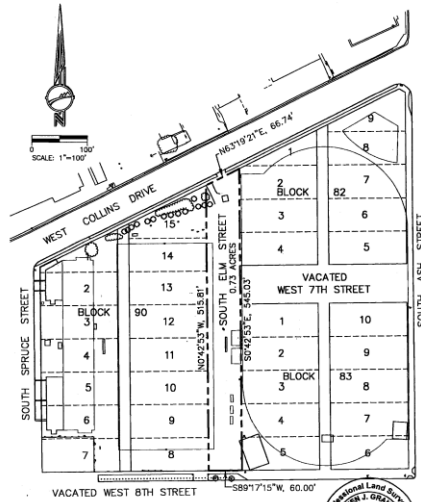 N
0 100'
SCALE: 1"=100'
WEST COLLINS DRIVE
N63°19'21"E, 66.74'
SOUTH SPRUCE STREET
SOUTH ELM STREET
0.73 ACRES
SOUTH ASH STREET
N0°42'53"W, 515.81'
S0°42'53"E, 545.03'
BLOCK 90
2
3
4
5
6
7
15
14
13
12
11
10
9
8
BLOCK 82
1
2
3
4
9
8
7
6
5
VACATED
WEST 7TH STREET
BLOCK 83
1
2
3
4
5
10
9
8
7
6
VACATED WEST 8TH STREET
S89°17'15"W, 60.00'